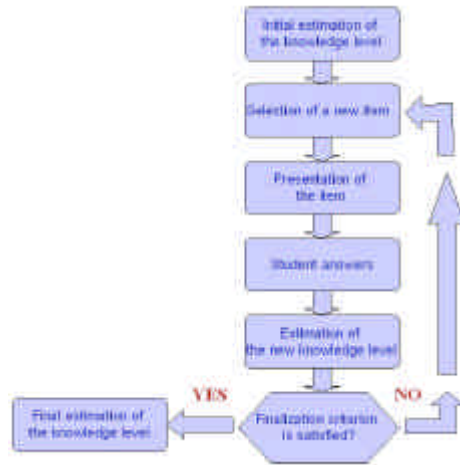 Initial estimation of
the knowledge level
Selection of a new item
Presentation of
the item
Student answers
Estimation of
the new knowledge level
YES
NO
Final estimation of
the knowledge level
Finalization criterion
is satisfied?